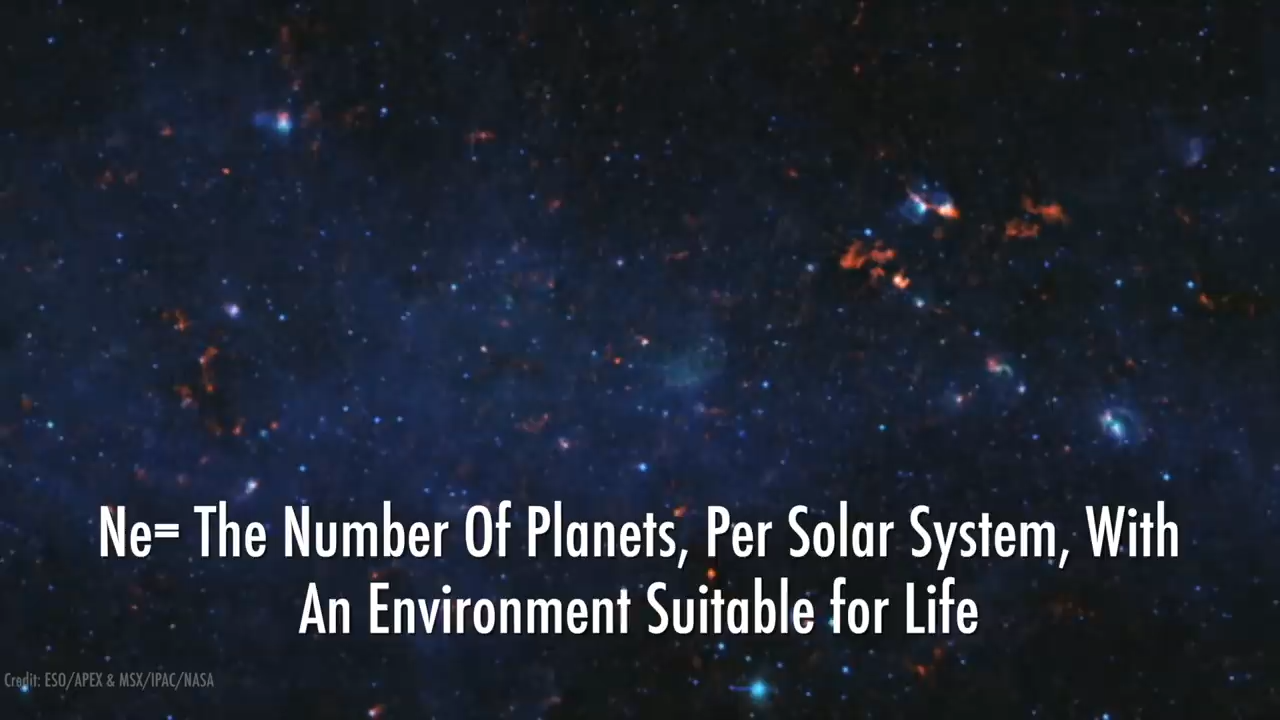 Ne= The Number Of Planets, Per Solar System, With
An Environment Suitable for Life
Credit: ESO/APEX & MSX/IPAC/NASA